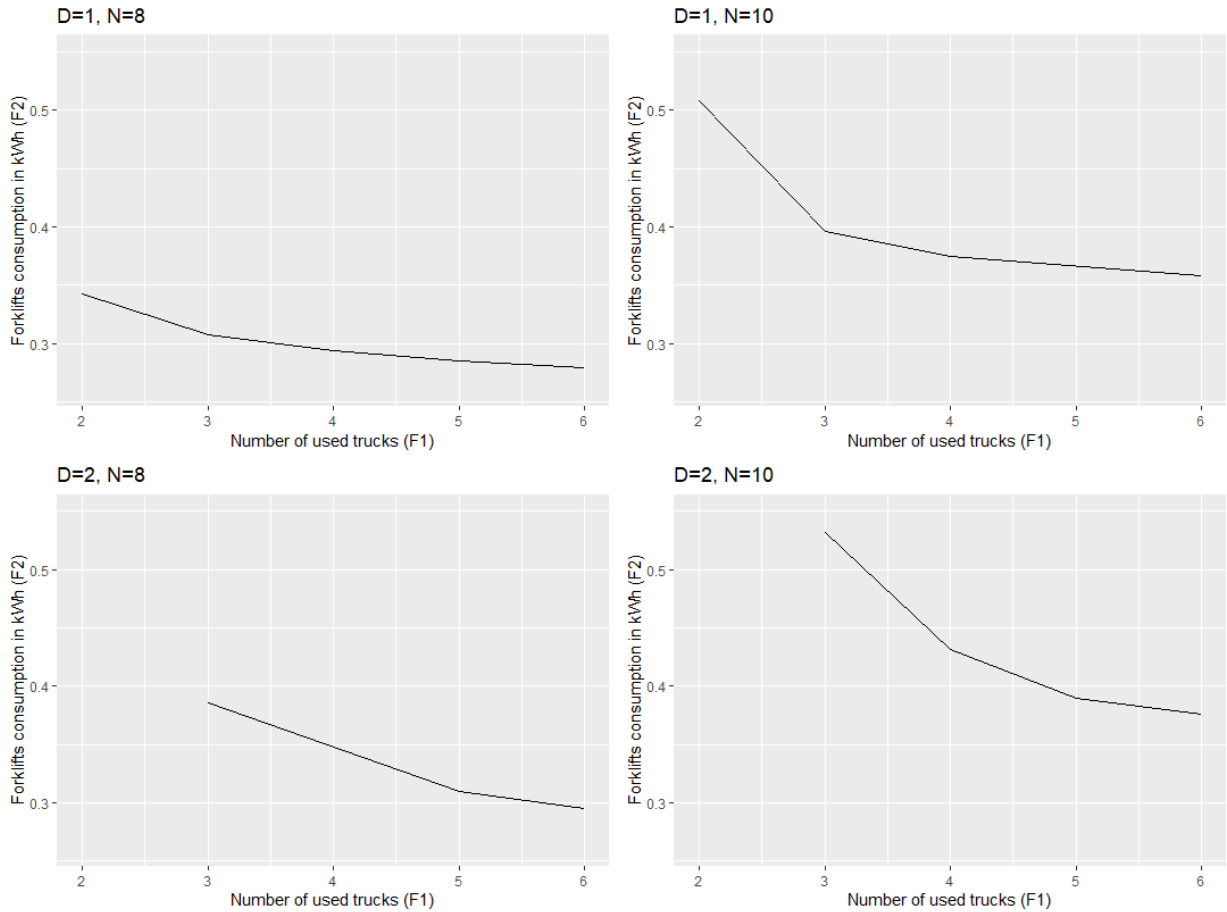 D=1, N=8
Forklifts consumption in kWh (F2)
0.5
0.4
0.3
2 3 4 5 6
Number of used trucks (F1)
D=1, N=10
Forklifts consumption in kWh (F2)
0.5
0.4
0.3
2 3 4 5 6
Number of used trucks (F1)
D=2, N=8
Forklifts consumption in kWh (F2)
0.5
0.4
0.3
2 3 4 5 6
Number of used trucks (F1)
D=2, N=10
Forklifts consumption in kWh (F2)
0.5
0.4
0.3
2 3 4 5 6
Number of used trucks (F1)